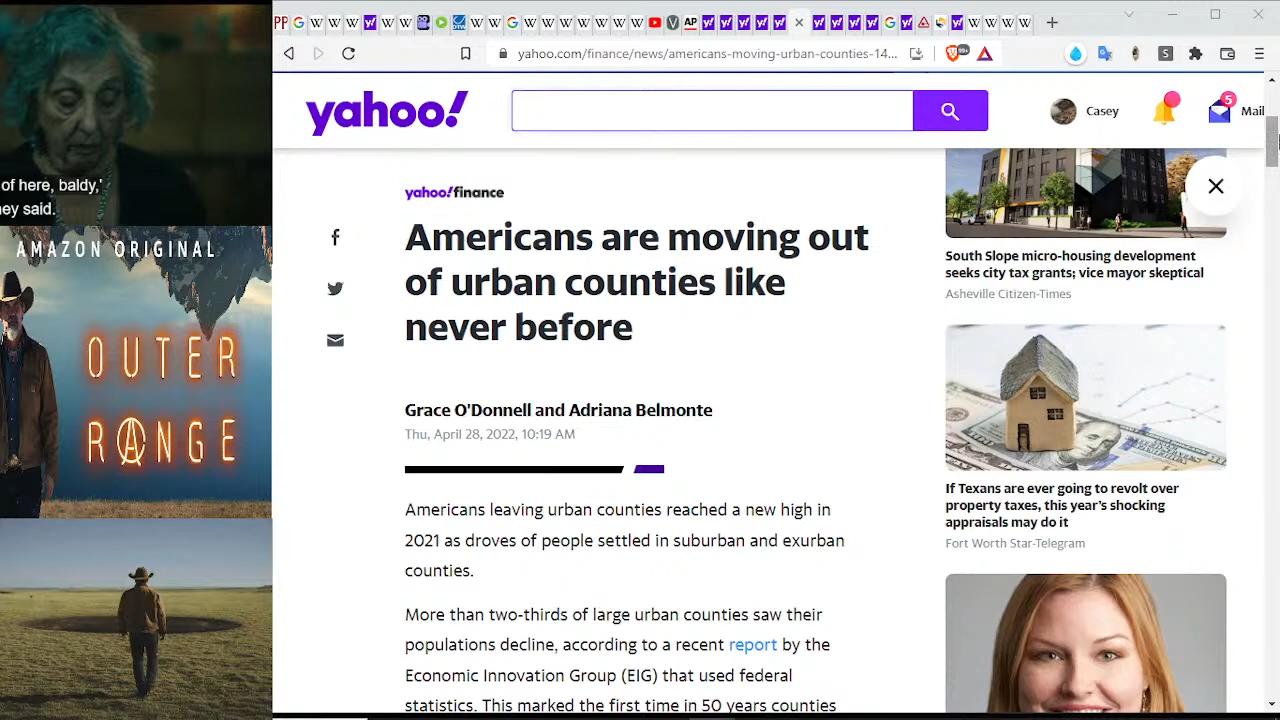 of here, baldy,'
ney said.
AMAZON ORIGINAL
OUTER
RANGE
yahoo.com/finance/news/americans-moving-urban-counties-14...
99+
yahoo!
Casey
5
Mail
yahoo!finance
Americans are moving out
of urban counties like
never before
Grace O'Donnell and Adriana Belmonte
Thu, April 28, 2022, 10:19 AM
Americans leaving urban counties reached a new high in
2021 as droves of people settled in suburban and exurban
counties.
More than two-thirds of large urban counties saw their
populations decline, according to a recent report by the
Economic Innovation Group (EIG) that used federal
statistics. This marked the first time in 50 years counties
South Slope micro-housing development
seeks city tax grants; vice mayor skeptical
Asheville Citizen-Times
If Texans are ever going to revolt over
property taxes, this year's shocking
appraisals may do it
Fort Worth Star-Telegram